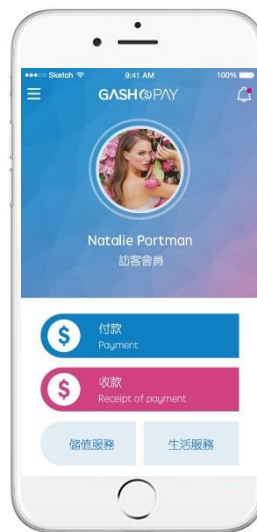 Sketch 9:41 AM 100%
GASH PAY
Natalie Portman
訪客會員
$ 付款
Payment
$ 收款
Receipt of payment
儲值服務 生活服務